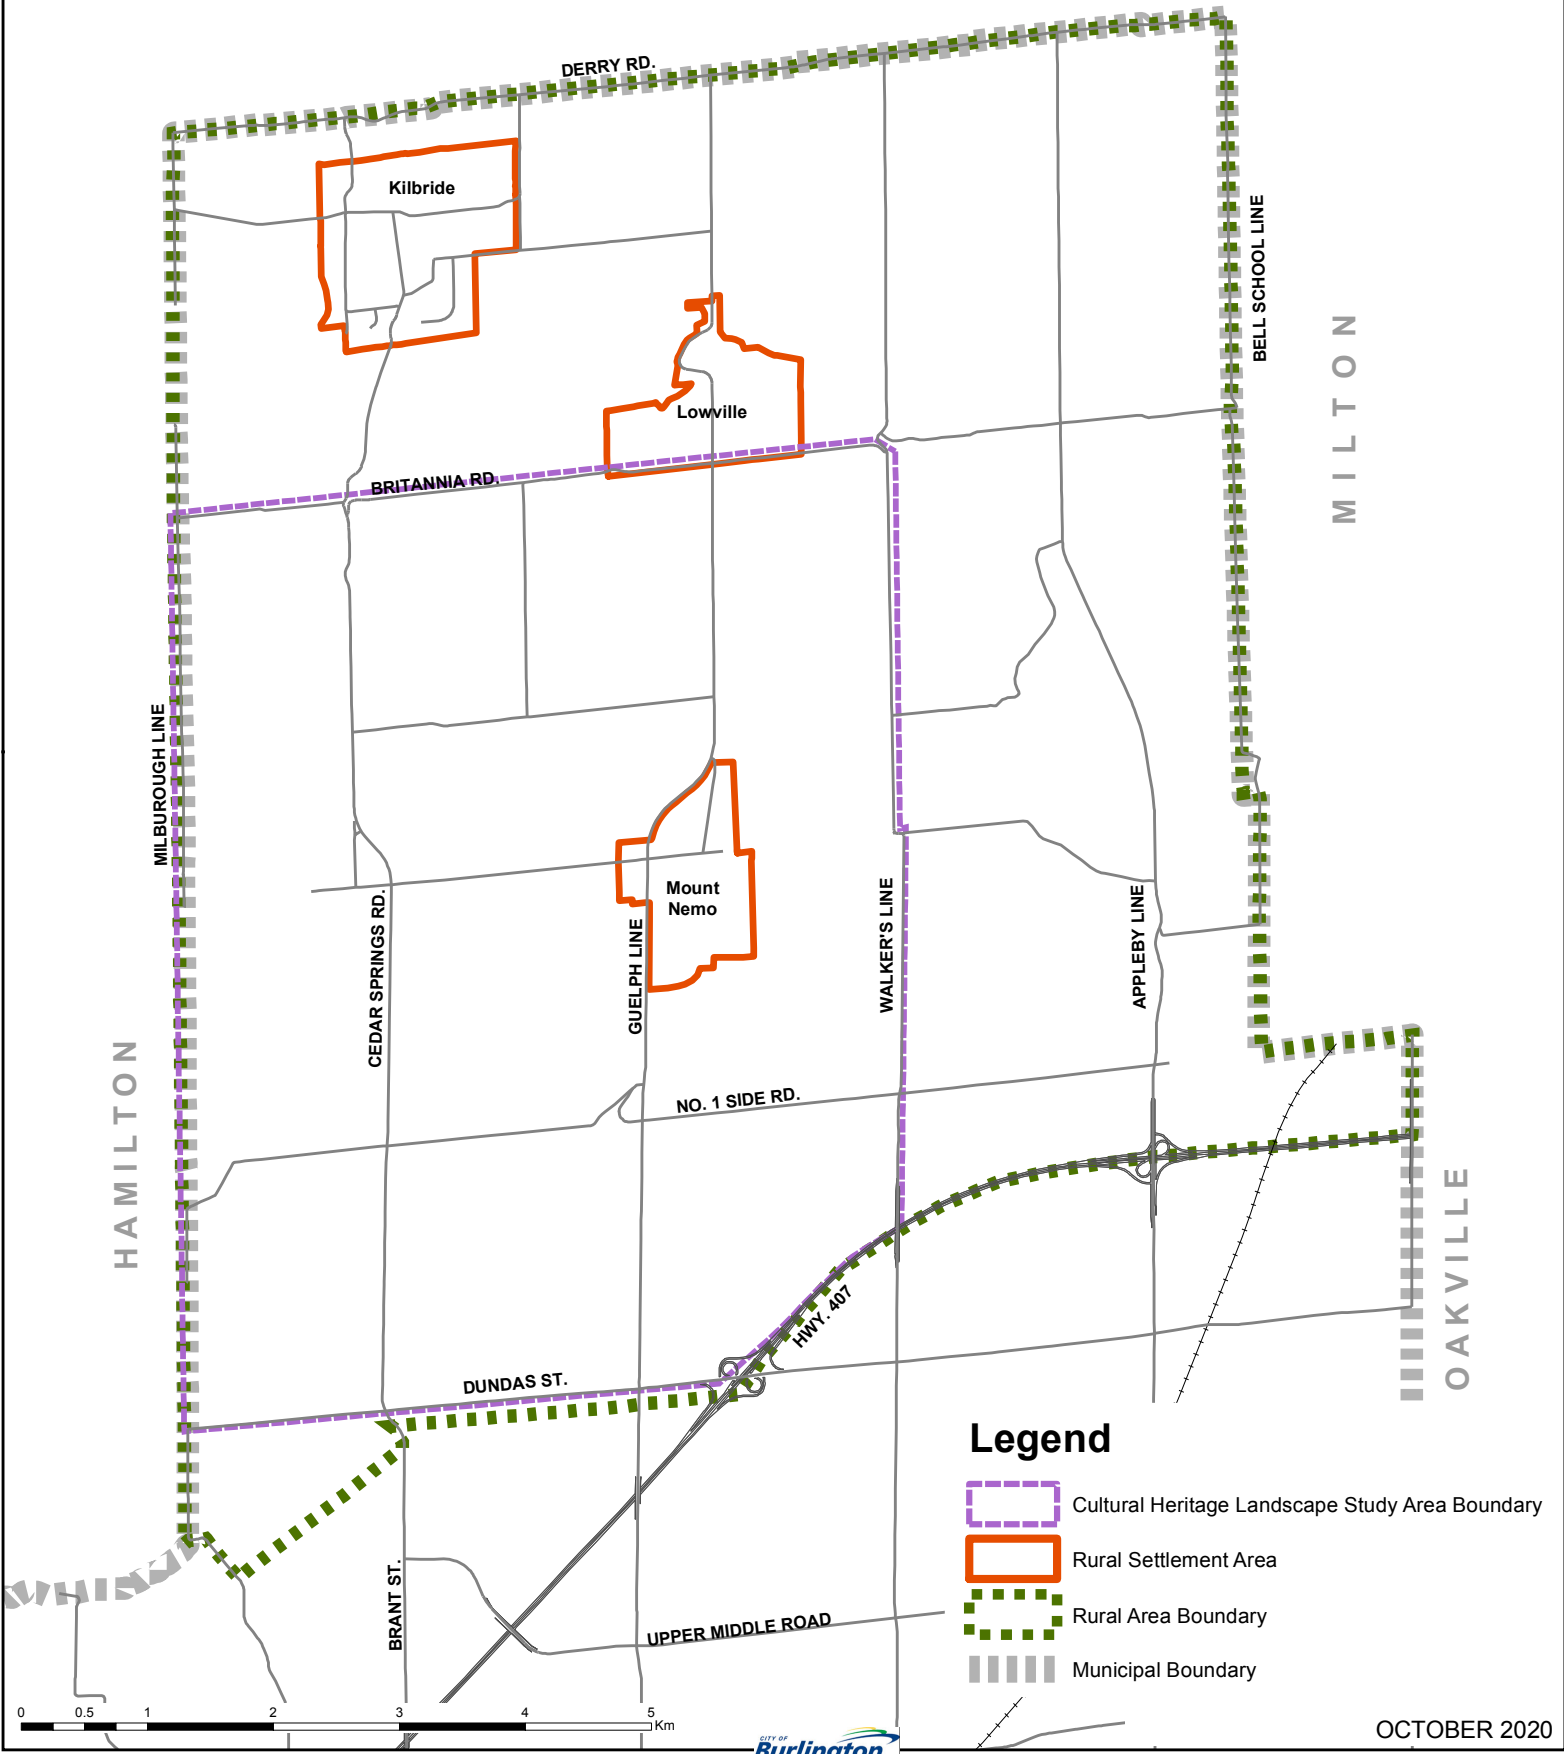 DERRY RD.
Kilbride
BELL SCHOOL LINE
MILTON
Lowville
BRITANNIA RD.
MILBUROUGH LINE
Mount
Nemo
CEDAR SPRINGS RD.
GUELPH LINE
WALKER'S LINE
APPLEBY LINE
HAMILTON
NO. 1 SIDE RD.
OAKVILLE
HWY. 407
DUNDAS ST.
BRANT ST.
UPPER MIDDLE ROAD
Legend
Cultural Heritage Landscape Study Area Boundary
Rural Settlement Area
Rural Area Boundary
Municipal Boundary
0 0.5 1 2 3 4 5
Km
CITY OF
Burlington
OCTOBER 2020